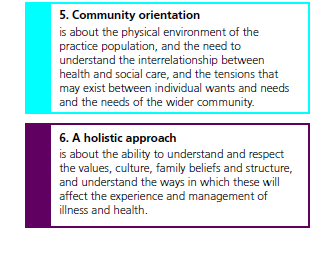 5. Community orientation
is about the physical environment of the
practice population, and the need to
understand the interrelationship between
health and social care, and the tensions that
may exist between individual wants and needs
and the needs of the wider community.
6. A holistic approach
is about the ability to understand and respect
the values, culture, family beliefs and structure,
and understand the ways in which these will
affect the experience and management of
illness and health.